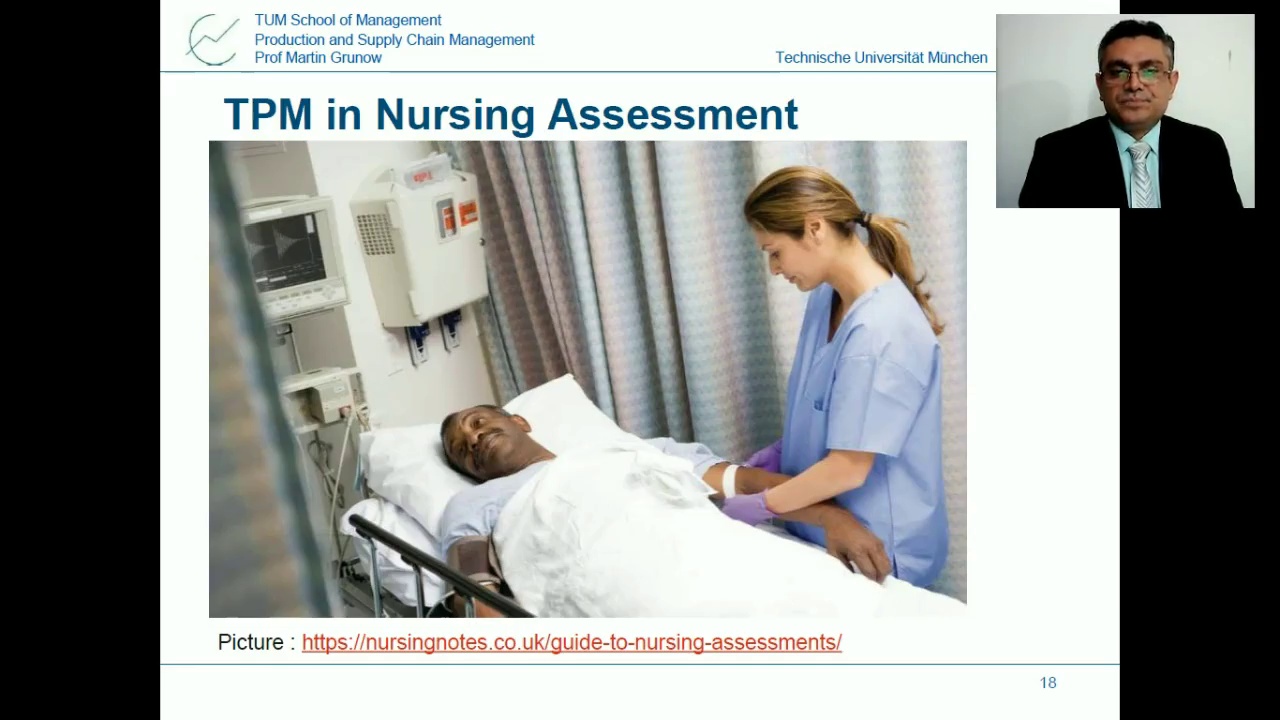 TUM School of Management
Production and Supply Chain Management
Prof Martin Grunow
Technische Universität München
TPM in Nursing Assessment
Picture : https://nursingnotes.co.uk/guide-to-nursing-assessments/
18